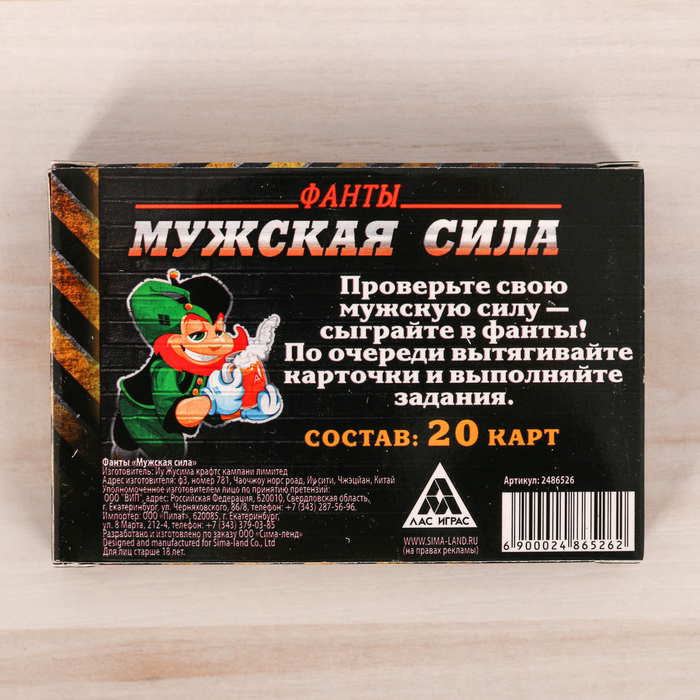 ФАНТЫ
МУЖСКАЯ СИЛА
Проверьте свою
мужскую силу —
сыграйте в фанты!
По очереди вытягивайте
карточки и выполняйте
задания.
СОСТАВ: 20 КАРТ
Фанты «Мужская сила»
Изготовитель: Иу Жусима крафтс кампани лимитед
Адрес изготовителя: ф3, номер 781, Чаочжоу норс роад, Иу сити, Чжэцйан, Китай
Уполномоченное изготовителем лицо по принятию претензий:
ООО "ВИП", адрес: Российская Федерация, 620010, Свердловская область,
г. Екатеринбург, ул. Черняховского, 86/8, телефон: +7 (343) 287-56-96.
Импортер: ООО "Пилат", 620085, г. Екатеринбург,
ул. 8 Марта, 212-4, телефон: +7 (343) 379-03-85
Разработано и изготовлено по заказу ООО «Сима-ленд»
Designed and manufactured for Sima-land Co., Ltd
Для лиц старше 18 лет.
ЛАС ИГРАС
WWW.SIMA-LAND.RU
(на правах рекламы)
Артикул: 2486526
6 900024 865262